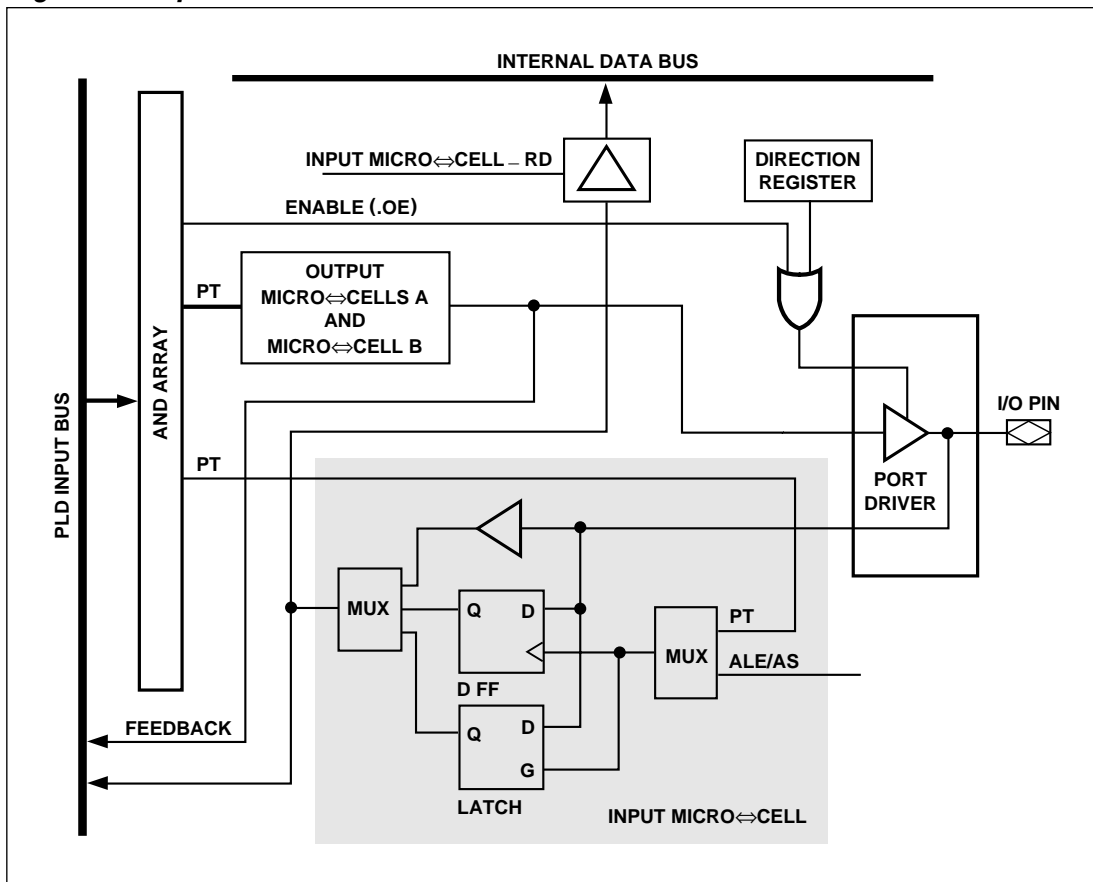 INTERNAL DATA BUS
INPUT MICRO⇔CELL – RD
DIRECTION
REGISTER
ENABLE (.OE)
PT
OUTPUT
MICRO⇔CELLS A
AND
MICRO⇔CELL B
I/O PIN
PORT
DRIVER
AND ARRAY
PLD INPUT BUS
PT
MUX
Q
D
D FF
MUX
PT
ALE/AS
Q
D
G
LATCH
FEEDBACK
INPUT MICRO⇔CELL